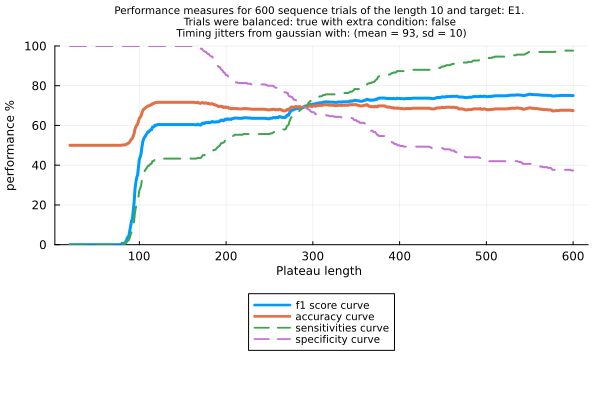 Performance measures for 600 sequence trials of the length 10 and target: E1.
Trials were balanced: true with extra condition: false
Timing jitters from gaussian with: (mean = 93, sd = 10)
performance %
100
80
60
40
20
0
100 200 300 400 500 600
Plateau length
f1 score curve
accuracy curve
sensitivities curve
specificity curve